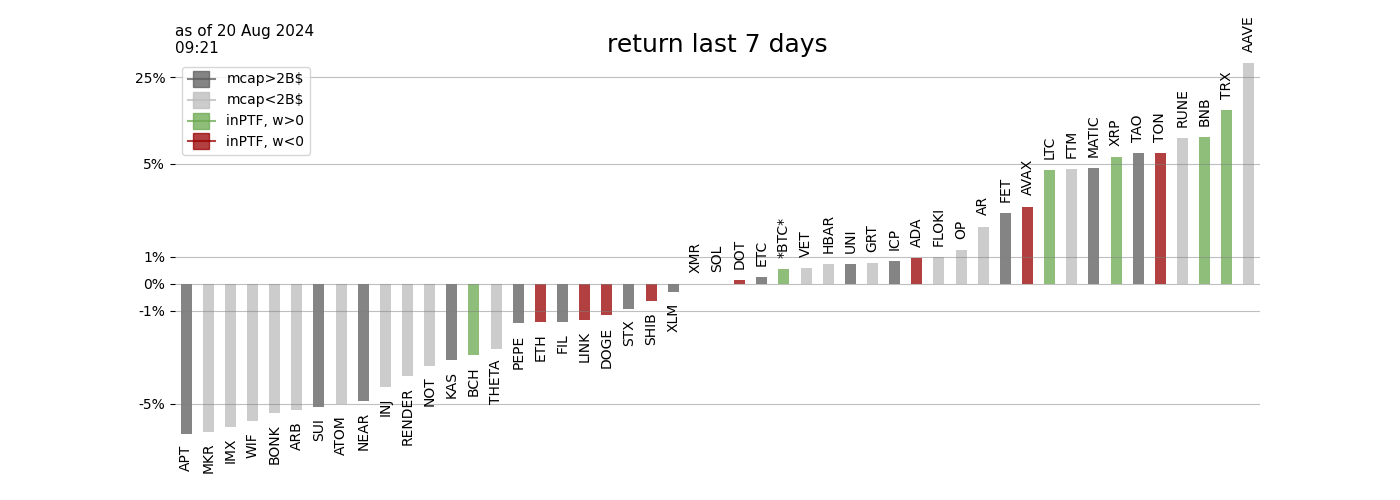 as of 20 Aug 2024
09:21
return last 7 days
mcap>2B$
mcap<2B$
inPTF, w>0
inPTF, w<0
25%
5%
1%
0%
-1%
-5%
APT
MKR
IMX
WIF
BONK
ARB
SUI
ATOM
NEAR
INJ
RENDER
NOT
KAS
BCH
THETA
PEPE
ETH
FIL
LINK
DOGE
STX
SHIB
XLM
XMR
SOL
DOT
ETC
*BTC*
VET
HBAR
UNI
GRT
ICP
ADA
FLOKI
OP
AR
FET
AVAX
LTC
FTM
MATIC
XRP
TAO
TON
RUNE
BNB
TRX
AAVE